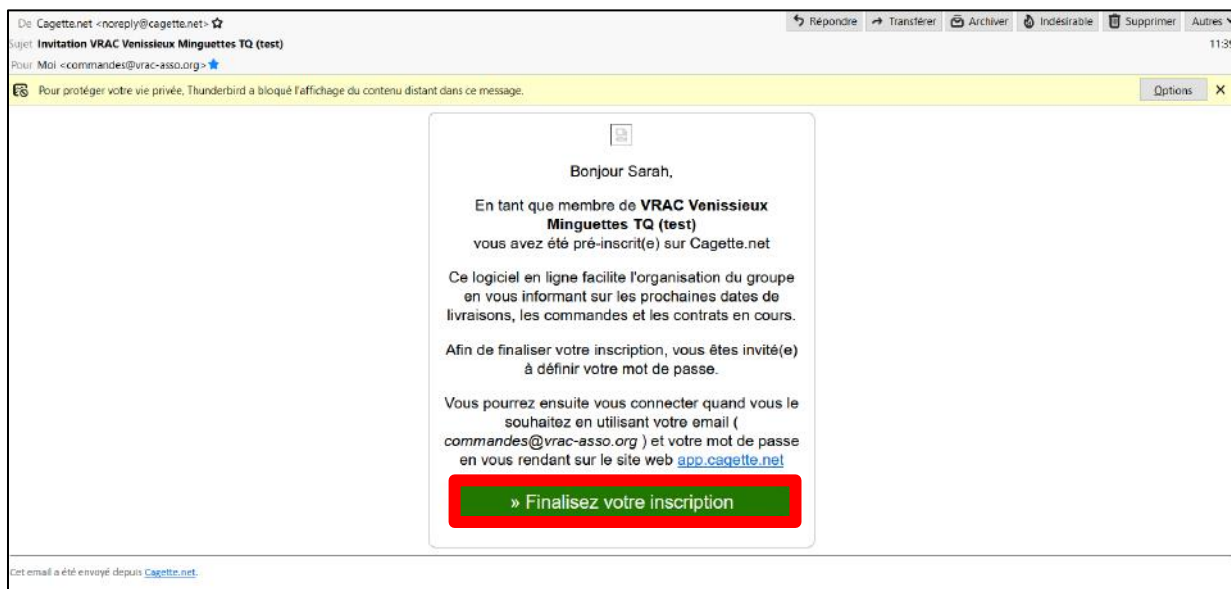 De Cagette.net <noreply@cagette.net>
Répondre Transférer Archiver Indésirable Supprimer Autres
Sujet Invitation VRAC Venissieux Minguettes TQ (test)
11:39
Pour Moi <commandes@vrac-asso.org>
Pour protéger votre vie privée, Thunderbird a bloqué l'affichage du contenu distant dans ce message.
Options X
Bonjour Sarah,
En tant que membre de VRAC Venissieux
Minguettes TQ (test)
vous avez été pré-inscrit(e) sur Cagette.net
Ce logiciel en ligne facilite l'organisation du groupe
en vous informant sur les prochaines dates de
livraisons, les commandes et les contrats en cours.
Afin de finaliser votre inscription, vous êtes invité(e)
à définir votre mot de passe.
Vous pourrez ensuite vous connecter quand vous le
souhaitez en utilisant votre email (
commandes@vrac-asso.org ) et votre mot de passe
en vous rendant sur le site web app.cagette.net
» Finalisez votre inscription
Cet email a été envoyé depuis Cagette.net.